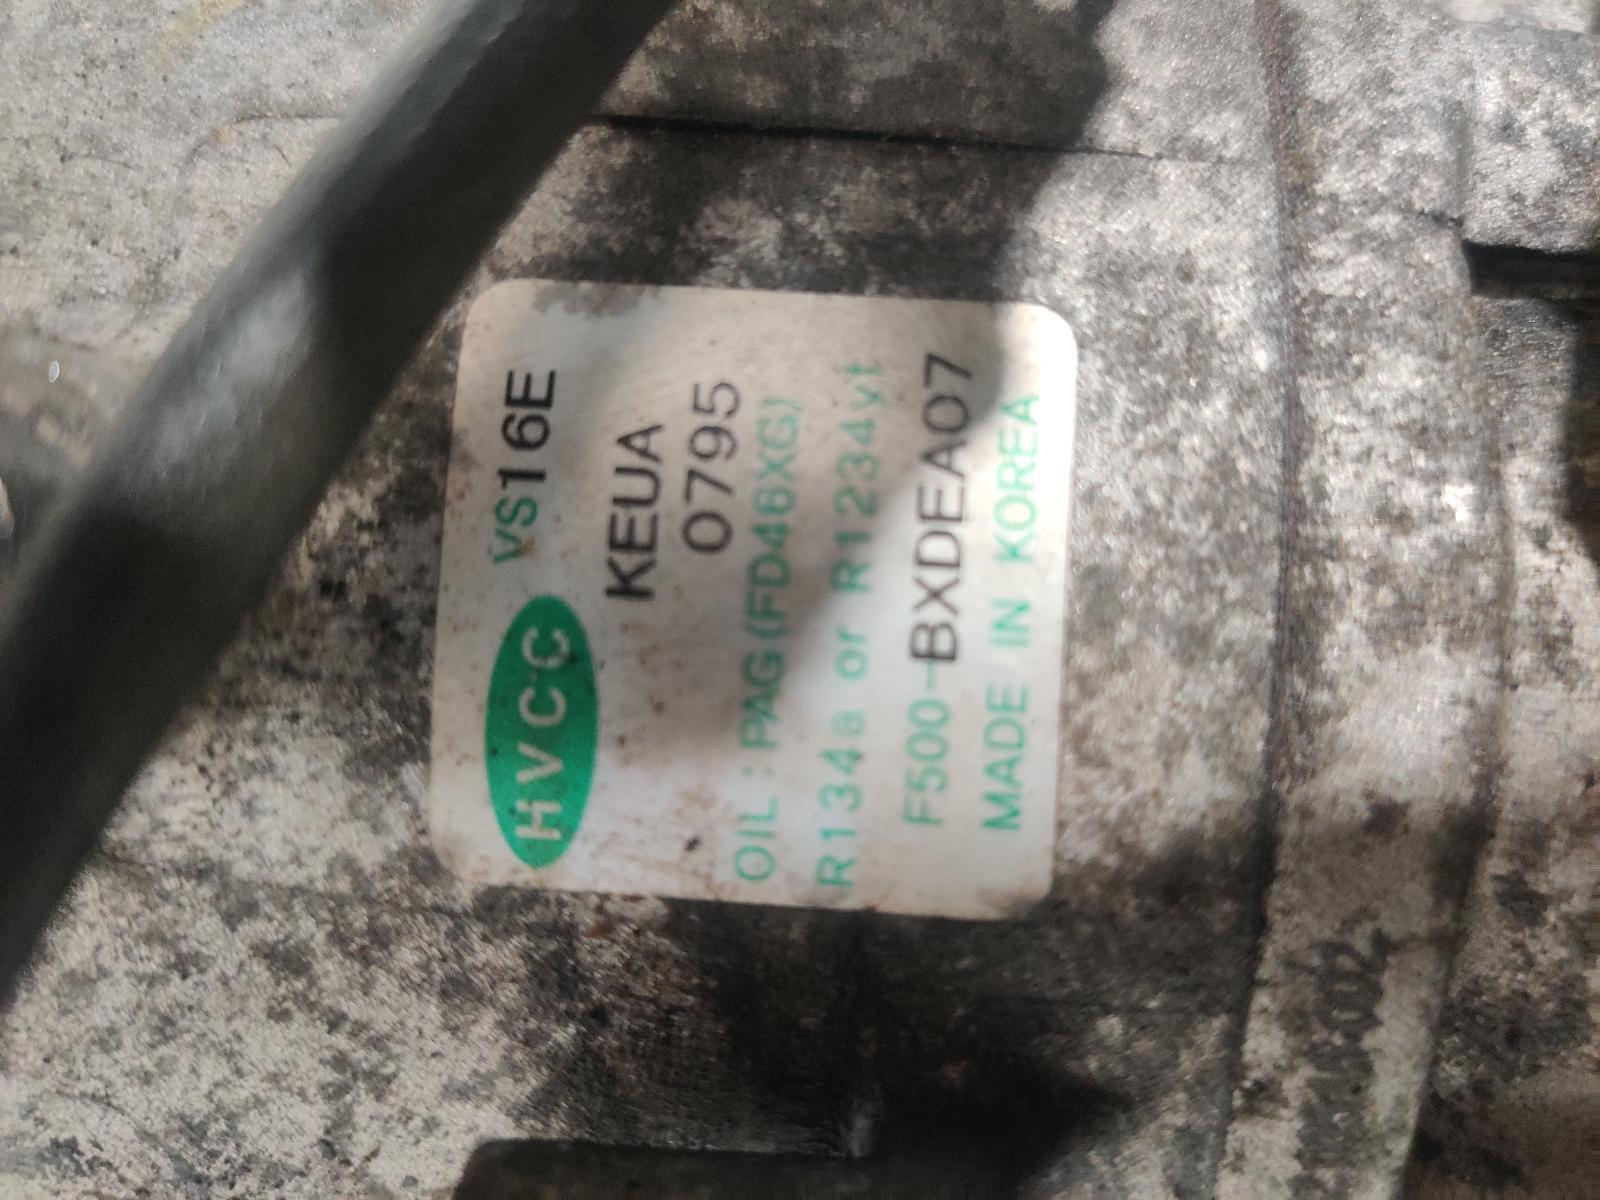 HVCC VS16E
KEUA
0795
OIL : PAG(FD46XG)
R134a or R1234yf
F500-BXDEA07
MADE IN KOREA